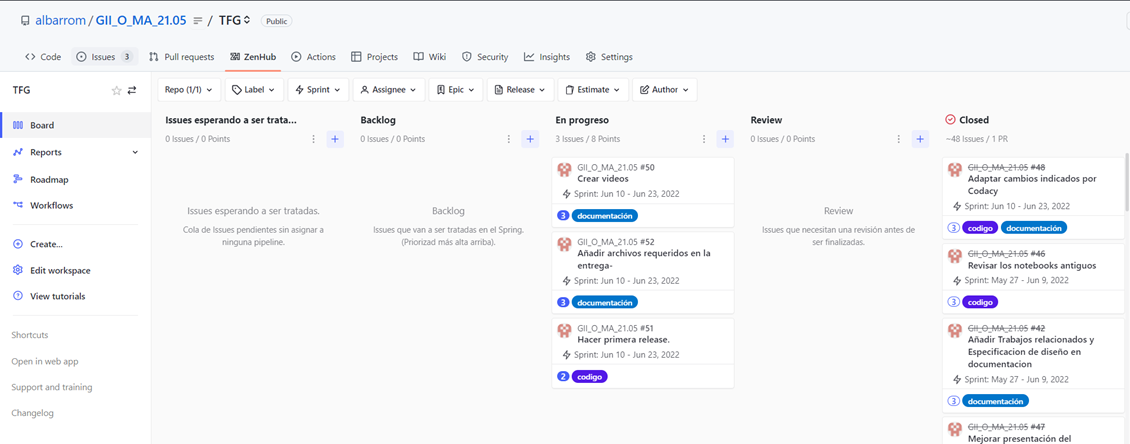 albarrom / GII_O_MA_21.05 / TFG Public
Code Issues 3 Pull requests ZenHub Actions Projects Wiki Security Insights Settings
TFG
Board
Reports
Roadmap
Workflows
Create...
Edit workspace
View tutorials
Shortcuts
Open in web app
Support and training
Changelog
Repo (1/1) Label Sprint Assignee Epic Release Estimate Author
Issues esperando a ser trata...
0 Issues / 0 Points
Issues esperando a ser tratadas.
Cola de Issues pendientes sin asignar a
ninguna pipeline.
Backlog
0 Issues / 0 Points
Backlog
Issues que van a ser tratadas en el Spring.
(Priorizad más alta arriba).
En progreso
3 Issues / 8 Points
GII_O_MA_21.05 #50
Crear videos
Sprint: Jun 10 - Jun 23, 2022
3 documentación
GII_O_MA_21.05 #52
Añadir archivos requeridos en la
entrega-
Sprint: Jun 10 - Jun 23, 2022
3 documentación
GII_O_MA_21.05 #51
Hacer primera release.
Sprint: Jun 10 - Jun 23, 2022
2 codigo
Review
0 Issues / 0 Points
Review
Issues que necesitan una revisión antes de
ser finalizadas.
Closed
~48 Issues / 1 PR
GII_O_MA_21.05 #48
Adaptar cambios indicados por
Codacy
Sprint: Jun 10 - Jun 23, 2022
3 codigo documentación
GII_O_MA_21.05 #46
Revisar los notebooks antiguos
Sprint: May 27 - Jun 9, 2022
3 codigo
GII_O_MA_21.05 #42
Añadir Trabajos relacionados y
Especificacion de diseño en
documentacion
Sprint: May 27 - Jun 9, 2022
3 documentación
GII_O_MA_21.05 #47
Mejorar presentación del